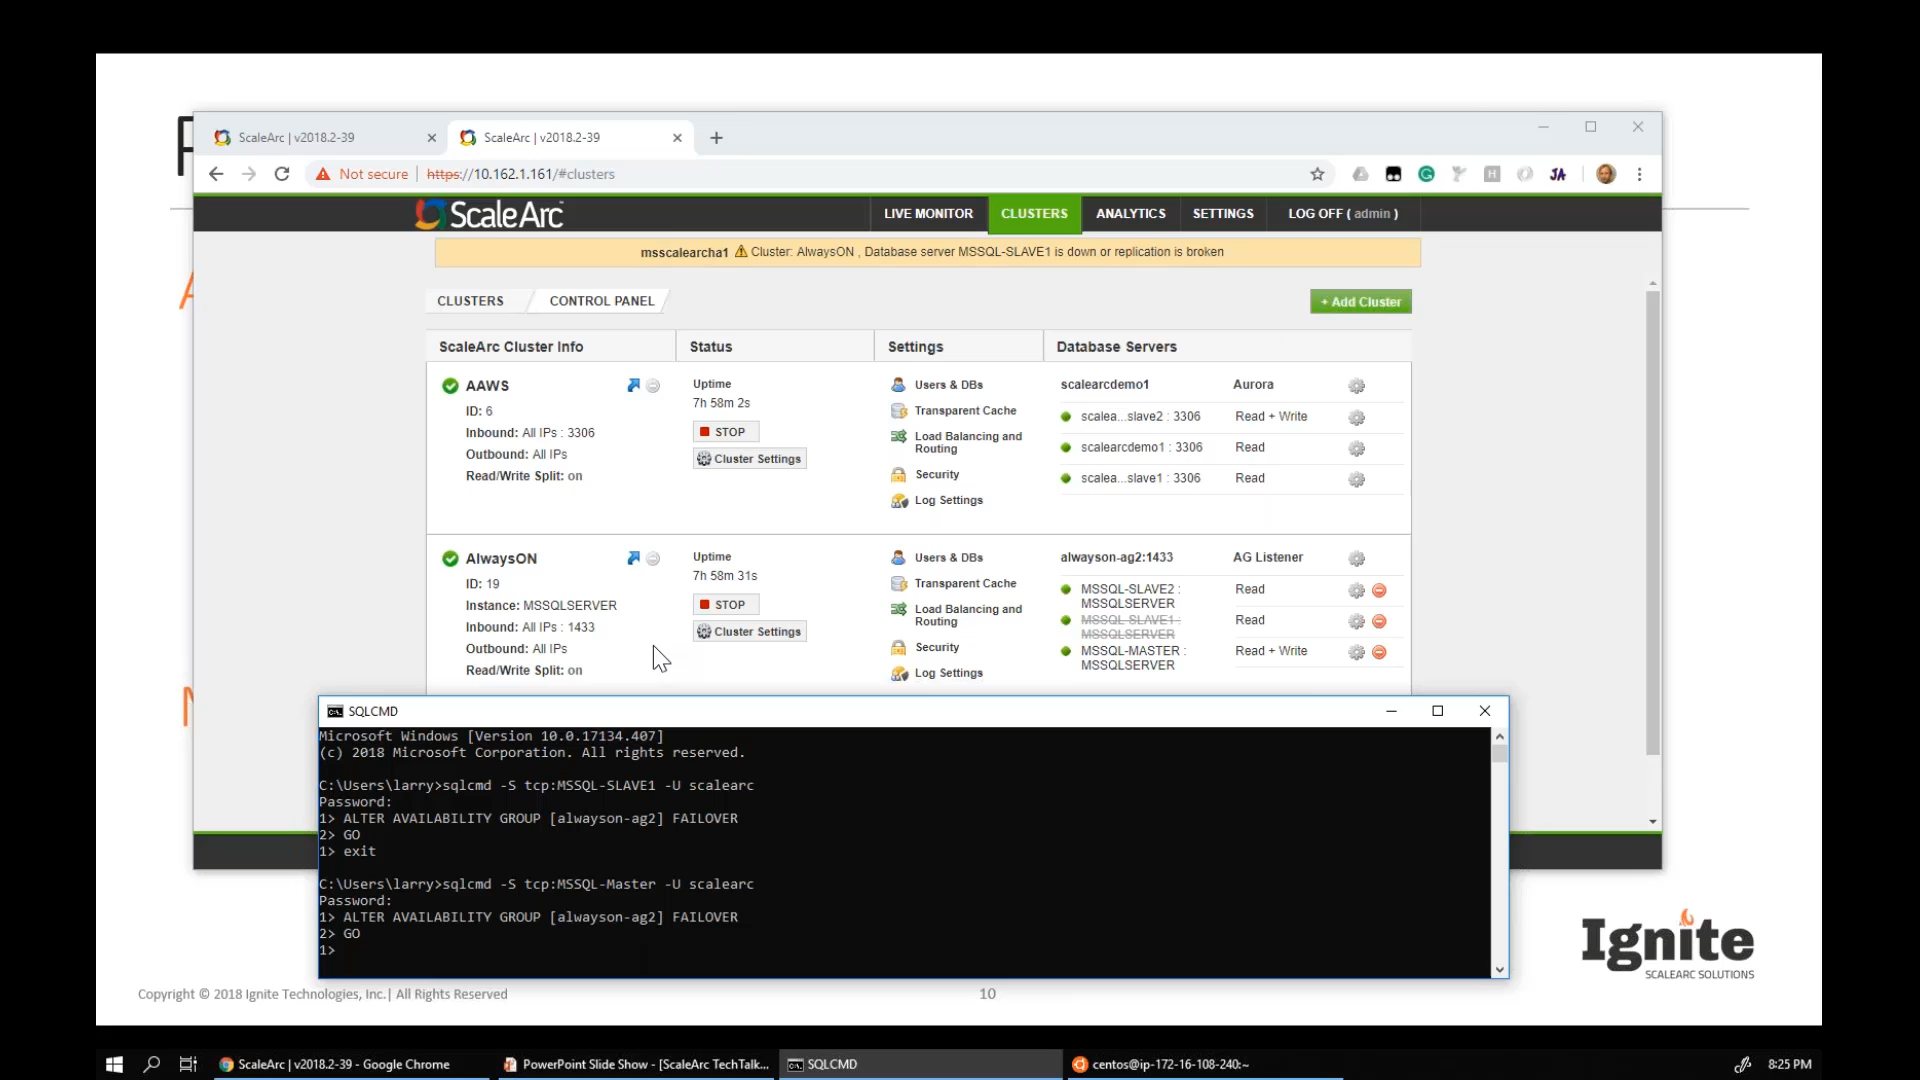 ScaleArc | v2018.2-39
ScaleArc | v2018.2-39
Not secure | https://10.162.1.161/#clusters
ScaleArc
LIVE MONITOR
CLUSTERS
ANALYTICS
SETTINGS
LOG OFF ( admin )
msscalearcha1 Cluster: AlwaysON , Database server MSSQL-SLAVE1 is down or replication is broken
CLUSTERS
CONTROL PANEL
+ Add Cluster
ScaleArc Cluster Info
Status
Settings
Database Servers
AAWS
ID: 6
Inbound: All IPs : 3306
Outbound: All IPs
Read/Write Split: on
Uptime
7h 58m 2s
STOP
Cluster Settings
Users & DBs
Transparent Cache
Load Balancing and
Routing
Security
Log Settings
scalearcdemo1 Aurora
scalea...slave2 : 3306 Read + Write
scalearcdemo1 : 3306 Read
scalea...slave1 : 3306 Read
AlwaysON
ID: 19
Instance: MSSQLSERVER
Inbound: All IPs : 1433
Outbound: All IPs
Read/Write Split: on
Uptime
7h 58m 31s
STOP
Cluster Settings
Users & DBs
Transparent Cache
Load Balancing and
Routing
Security
Log Settings
alwayson-ag2:1433 AG Listener
MSSQL-SLAVE2 : Read
MSSQLSERVER
MSSQL-SLAVE1 : Read
MSSQLSERVER
MSSQL-MASTER : Read + Write
MSSQLSERVER
SQLCMD
Microsoft Windows [Version 10.0.17134.407]
(c) 2018 Microsoft Corporation. All rights reserved.
C:\Users\larry>sqlcmd -S tcp:MSSQL-SLAVE1 -U scalearc
Password:
1> ALTER AVAILABILITY GROUP [alwayson-ag2] FAILOVER
2> GO
1> exit
C:\Users\larry>sqlcmd -S tcp:MSSQL-Master -U scalearc
Password:
1> ALTER AVAILABILITY GROUP [alwayson-ag2] FAILOVER
2> GO
1>
Ignite
SCALEARC SOLUTIONS
Copyright © 2018 Ignite Technologies, Inc.| All Rights Reserved
10
ScaleArc | v2018.2-39 - Google Chrome
PowerPoint Slide Show - [ScaleArc TechTalk...
SQLCMD
centos@ip-172-16-108-240:~
8:25 PM